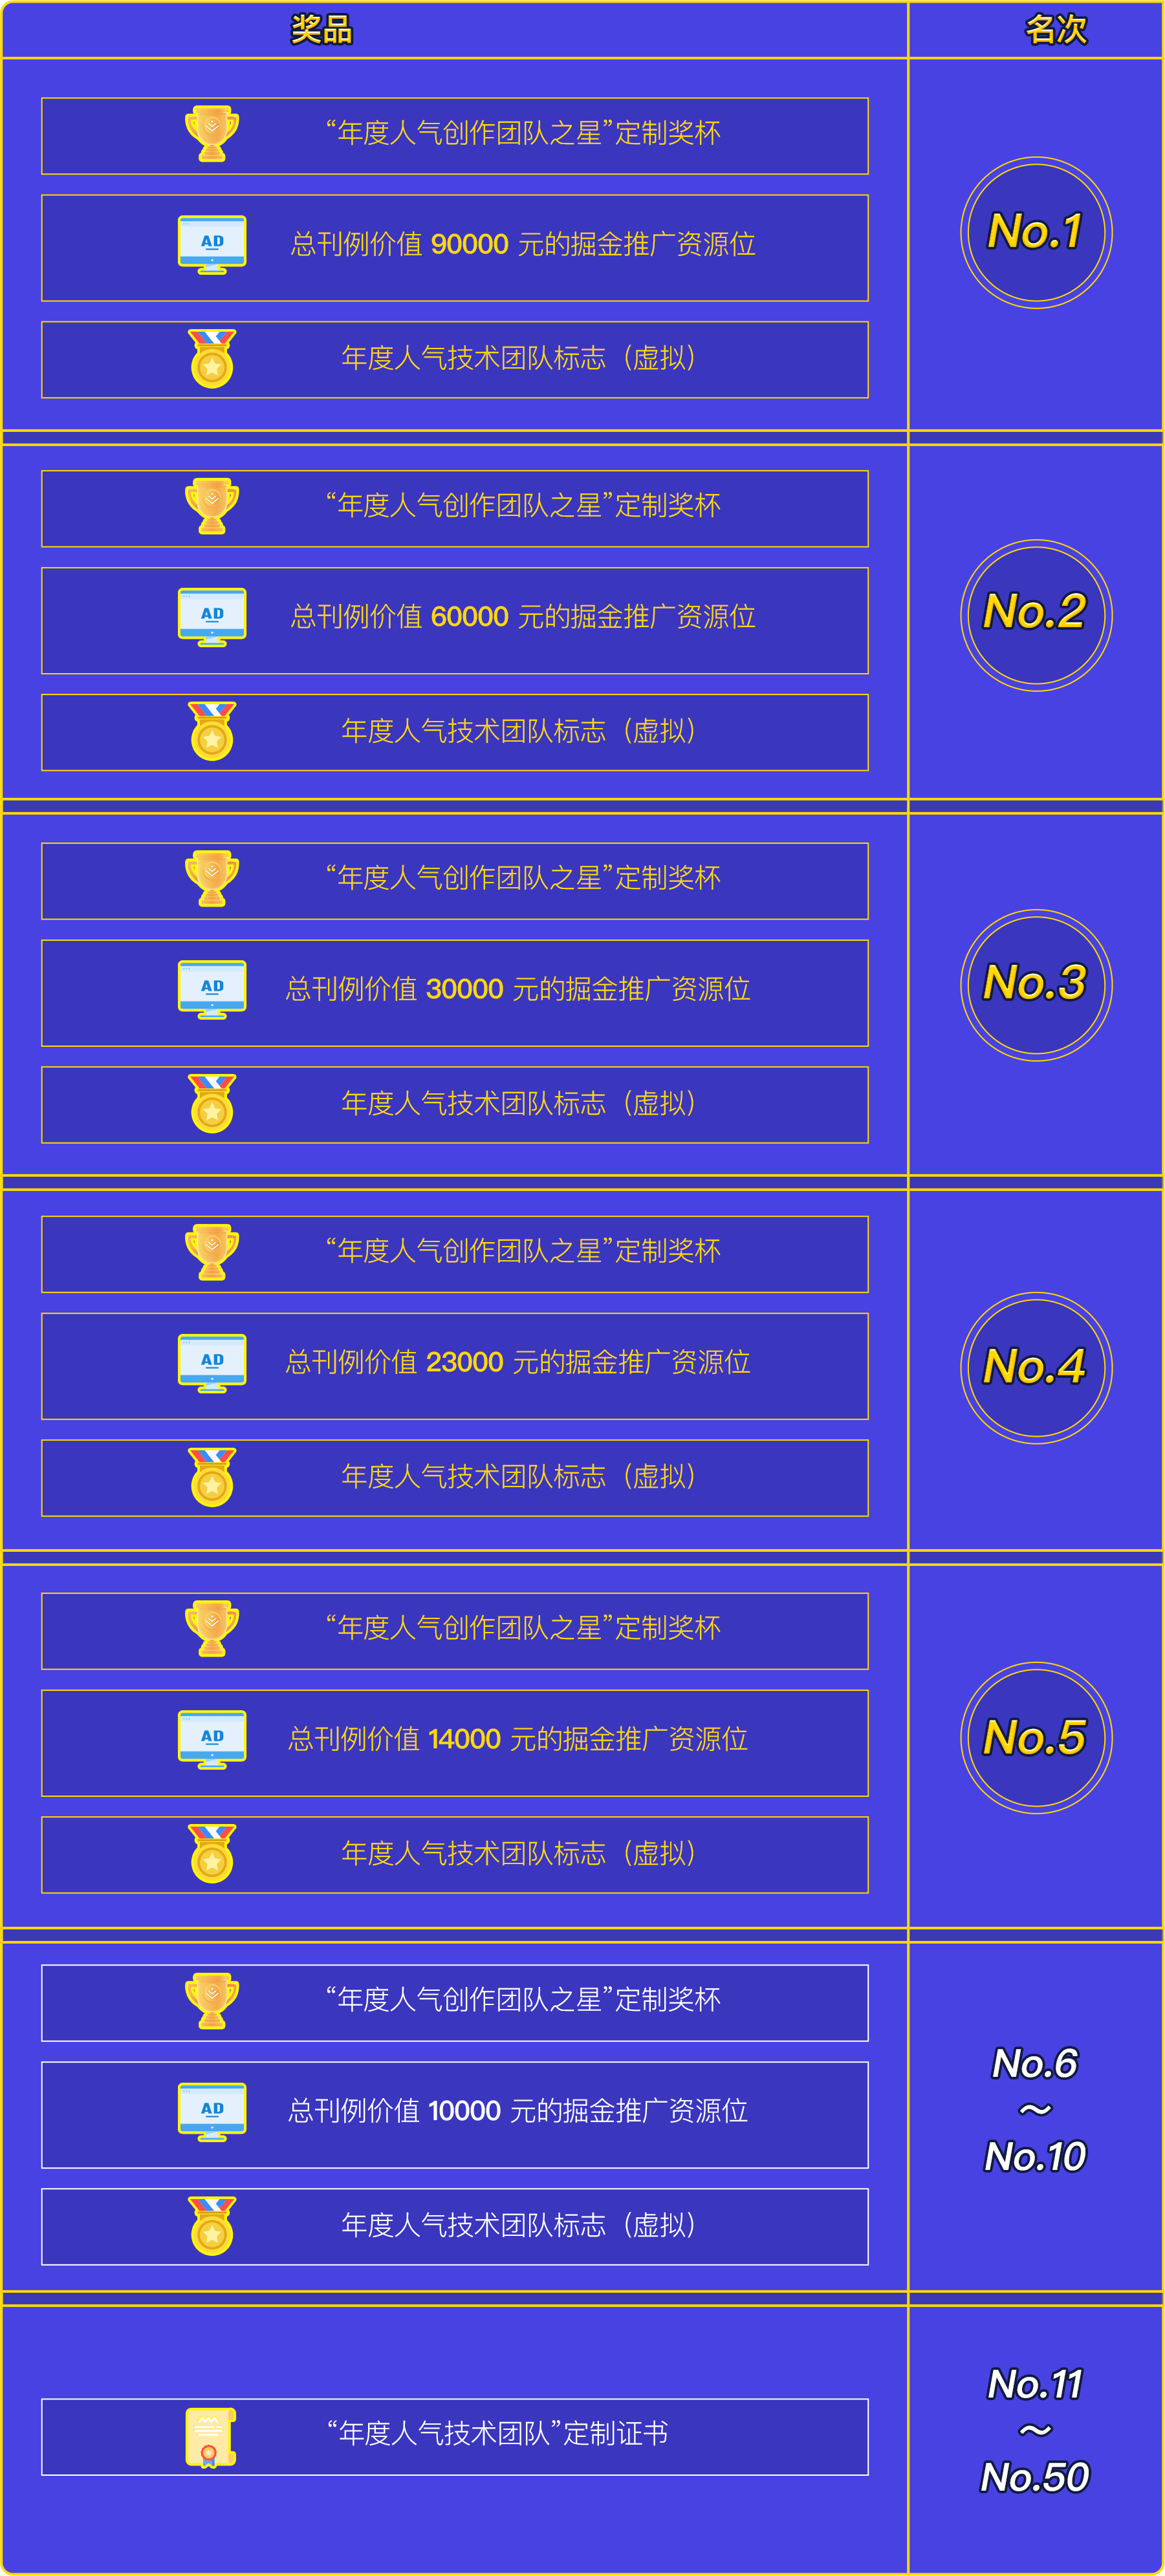 奖品 名次
“年度人气创作团队之星”定制奖杯
AD
总刊例价值 90000 元的掘金推广资源位
年度人气技术团队标志（虚拟）
No.1
“年度人气创作团队之星”定制奖杯
AD
总刊例价值 60000 元的掘金推广资源位
年度人气技术团队标志（虚拟）
No.2
“年度人气创作团队之星”定制奖杯
AD
总刊例价值 30000 元的掘金推广资源位
年度人气技术团队标志（虚拟）
No.3
“年度人气创作团队之星”定制奖杯
AD
总刊例价值 23000 元的掘金推广资源位
年度人气技术团队标志（虚拟）
No.4
“年度人气创作团队之星”定制奖杯
AD
总刊例价值 14000 元的掘金推广资源位
年度人气技术团队标志（虚拟）
No.5
“年度人气创作团队之星”定制奖杯
AD
总刊例价值 10000 元的掘金推广资源位
年度人气技术团队标志（虚拟）
No.6
～
No.10
“年度人气技术团队”定制证书
No.11
～
No.50